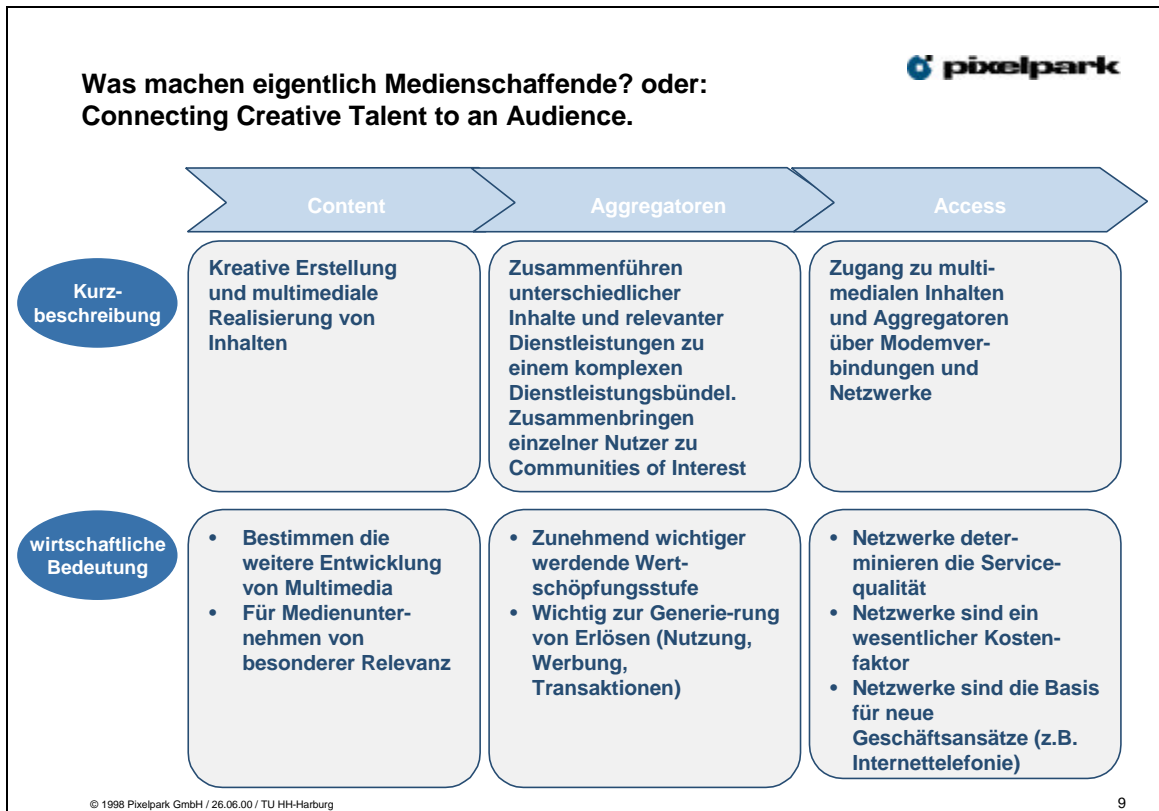 Was machen eigentlich Medienschaffende? oder:
Connecting Creative Talent to an Audience.
pixelpark
Content
Aggregatoren
Access
Kurz-
beschreibung
Kreative Erstellung
und multimediale
Realisierung von
Inhalten
Zusammenführen
unterschiedlicher
Inhalte und relevanter
Dienstleistungen zu
einem komplexen
Dienstleistungsbündel.
Zusammenbringen
einzelner Nutzer zu
Communities of Interest
Zugang zu multi-
medialen Inhalten
und Aggregatoren
über Modemver-
bindungen und
Netzwerke
wirtschaftliche
Bedeutung
• Bestimmen die
weitere Entwicklung
von Multimedia
• Für Medienunter-
nehmen von
besonderer Relevanz
• Zunehmend wichtiger
werdende Wert-
schöpfungsstufe
• Wichtig zur Generie-rung
von Erlösen (Nutzung,
Werbung,
Transaktionen)
• Netzwerke deter-
minieren die Service-
qualität
• Netzwerke sind ein
wesentlicher Kosten-
faktor
• Netzwerke sind die Basis
für neue
Geschäftsansätze (z.B.
Internettelefonie)
© 1998 Pixelpark GmbH / 26.06.00 / TU HH-Harburg
9